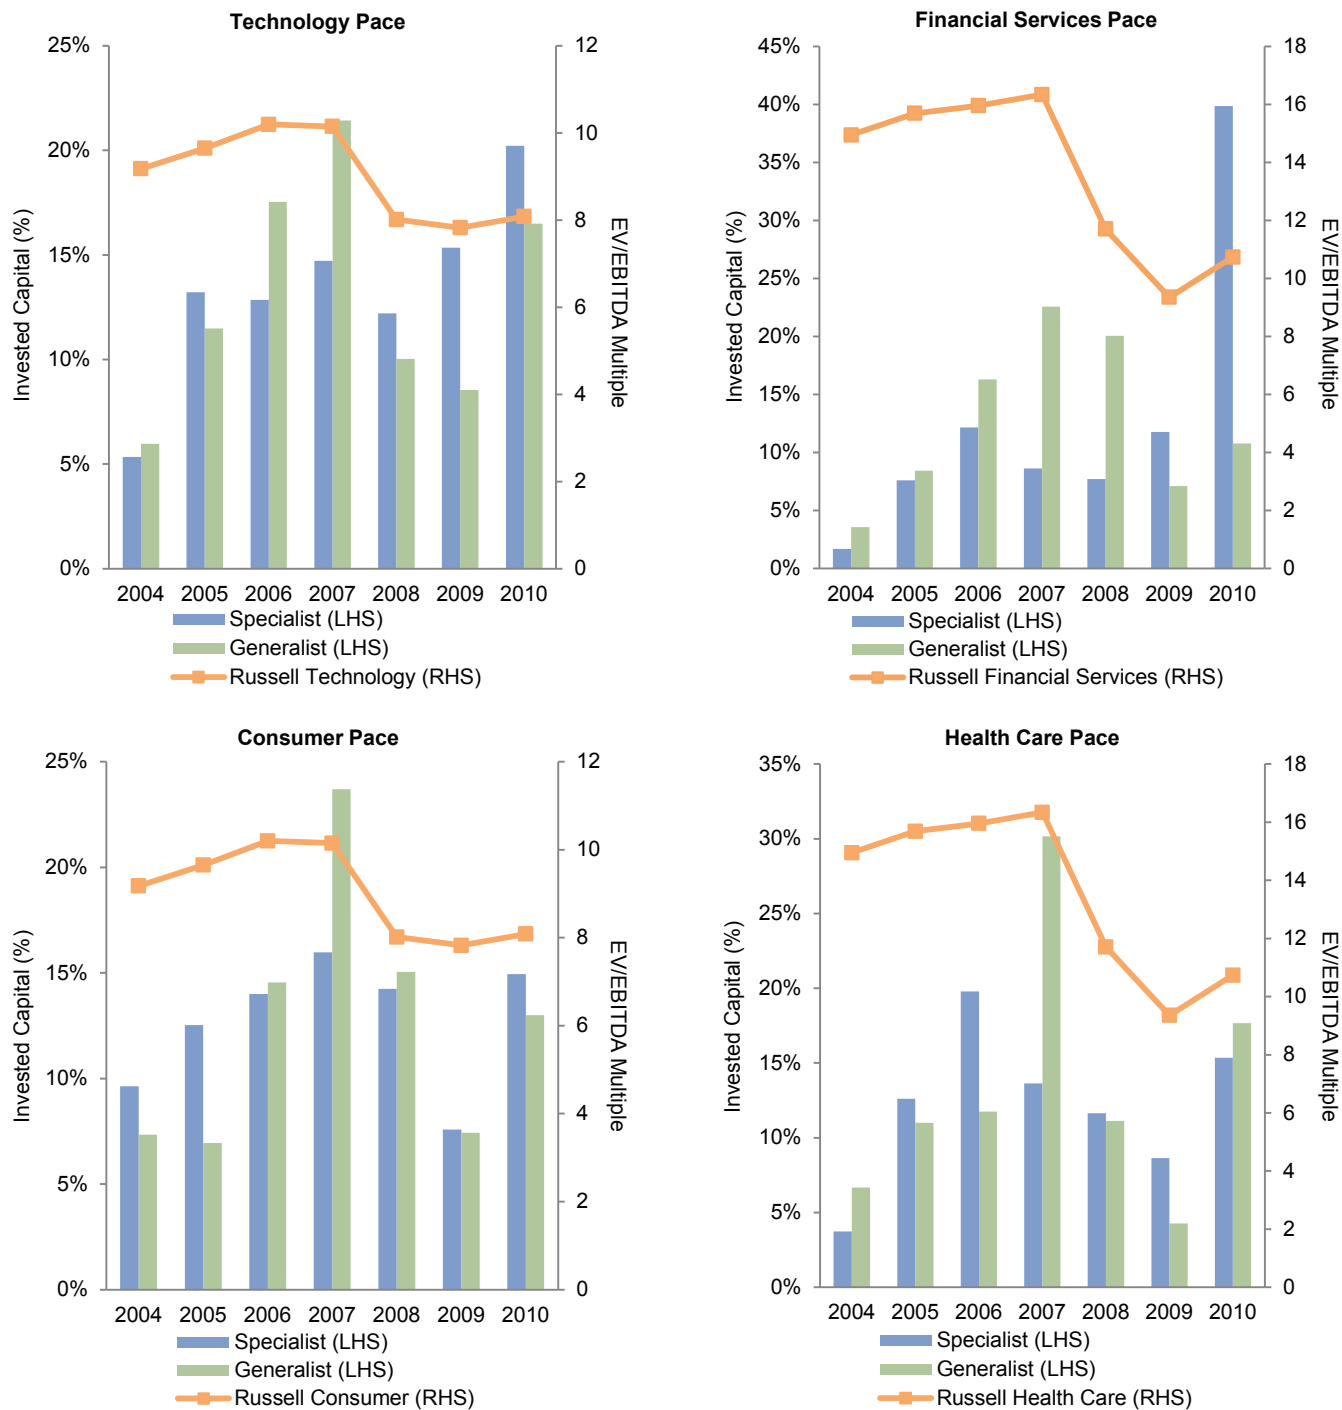 Technology Pace
25%
20%
15%
10%
5%
0%
Invested Capital (%)
12
10
8
6
4
2
0
EV/EBITDA Multiple
2004 2005 2006 2007 2008 2009 2010
Specialist (LHS)
Generalist (LHS)
Russell Technology (RHS)
Financial Services Pace
45%
40%
35%
30%
25%
20%
15%
10%
5%
0%
Invested Capital (%)
18
16
14
12
10
8
6
4
2
0
EV/EBITDA Multiple
2004 2005 2006 2007 2008 2009 2010
Specialist (LHS)
Generalist (LHS)
Russell Financial Services (RHS)
Consumer Pace
25%
20%
15%
10%
5%
0%
Invested Capital (%)
12
10
8
6
4
2
0
EV/EBITDA Multiple
2004 2005 2006 2007 2008 2009 2010
Specialist (LHS)
Generalist (LHS)
Russell Consumer (RHS)
Health Care Pace
35%
30%
25%
20%
15%
10%
5%
0%
Invested Capital (%)
18
16
14
12
10
8
6
4
2
0
EV/EBITDA Multiple
2004 2005 2006 2007 2008 2009 2010
Specialist (LHS)
Generalist (LHS)
Russell Health Care (RHS)